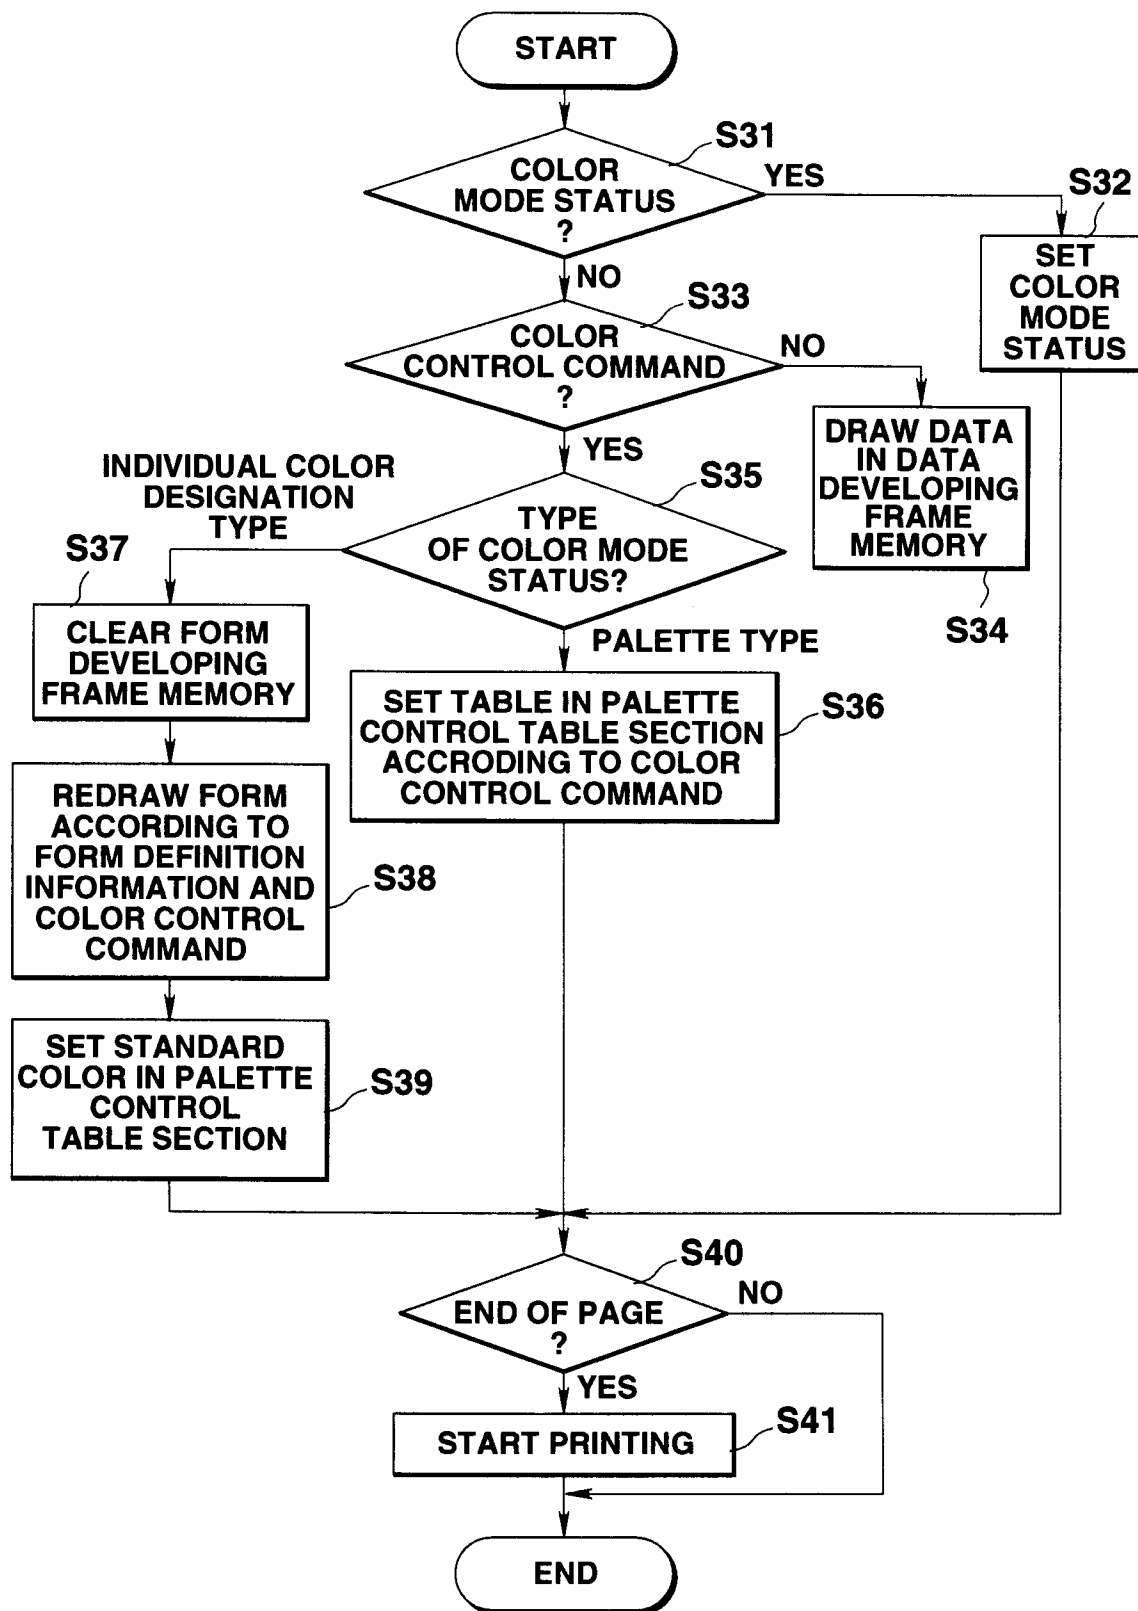 START
S31
COLOR
MODE STATUS
?
YES
S32
SET
COLOR
MODE
STATUS
NO
S33
COLOR
CONTROL COMMAND
?
NO
DRAW DATA
IN DATA
DEVELOPING
FRAME
MEMORY
S34
YES
S35
TYPE
OF COLOR MODE
STATUS?
INDIVIDUAL COLOR
DESIGNATION
TYPE
S37
CLEAR FORM
DEVELOPING
FRAME MEMORY
PALETTE TYPE
SET TABLE IN PALETTE
CONTROL TABLE SECTION
ACCRODING TO COLOR
CONTROL COMMAND
S36
REDRAW FORM
ACCORDING TO
FORM DEFINITION
INFORMATION AND
COLOR CONTROL
COMMAND
S38
SET STANDARD
COLOR IN PALETTE
CONTROL
TABLE SECTION
S39
S40
END OF PAGE
?
NO
YES
START PRINTING
S41
END